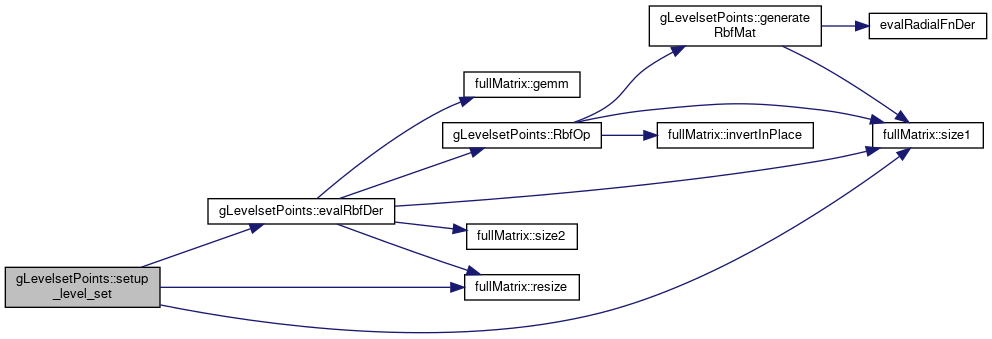 gLevelsetPoints::setup
_level_set
gLevelsetPoints::evalRbfDer
fullMatrix::gemm
gLevelsetPoints::RbfOp
gLevelsetPoints::generate
RbfMat
evalRadialFnDer
fullMatrix::size1
fullMatrix::invertInPlace
fullMatrix::size2
fullMatrix::resize